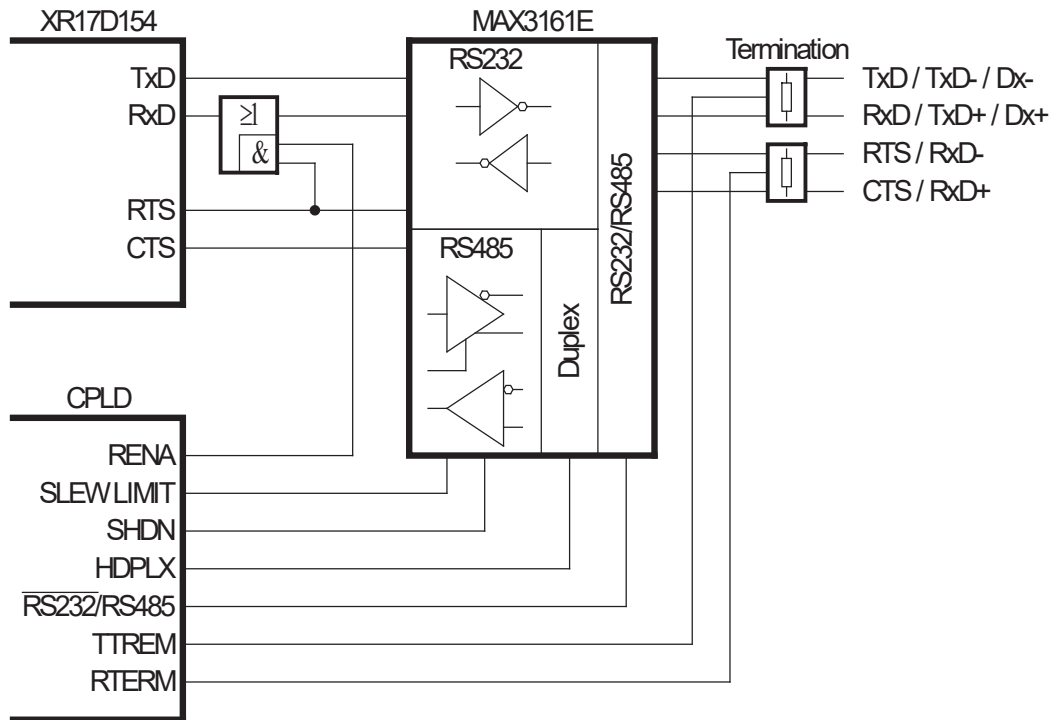 XR17D154
MAX3161E
TxD
RxD
RTS
CTS
≥1
&
RS232
RS485
Duplex
RS232/RS485
Termination
TxD / TxD- / Dx-
RxD / TxD+ / Dx+
RTS / RxD-
CTS / RxD+
CPLD
RENA
SLEW LIMIT
SHDN
HDPLX
RS232/RS485
TTREM
RTERM